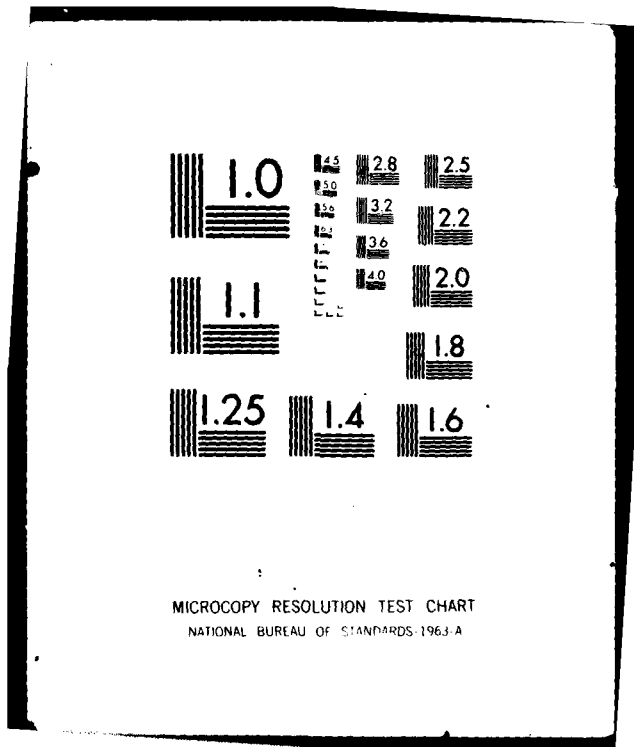 1.0
4.5 2.8 2.5
5.0
5.6 3.2 2.2
6.3
3.6
4.0 2.0
1.1
1.8
1.25 1.4 1.6
MICROCOPY RESOLUTION TEST CHART
NATIONAL BUREAU OF STANDARDS-1963-A